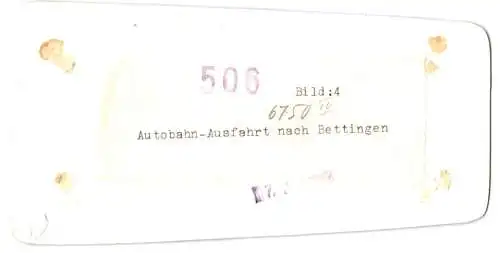 506
Bild:4
6750
Autobahn-Ausfahrt nach Bettingen